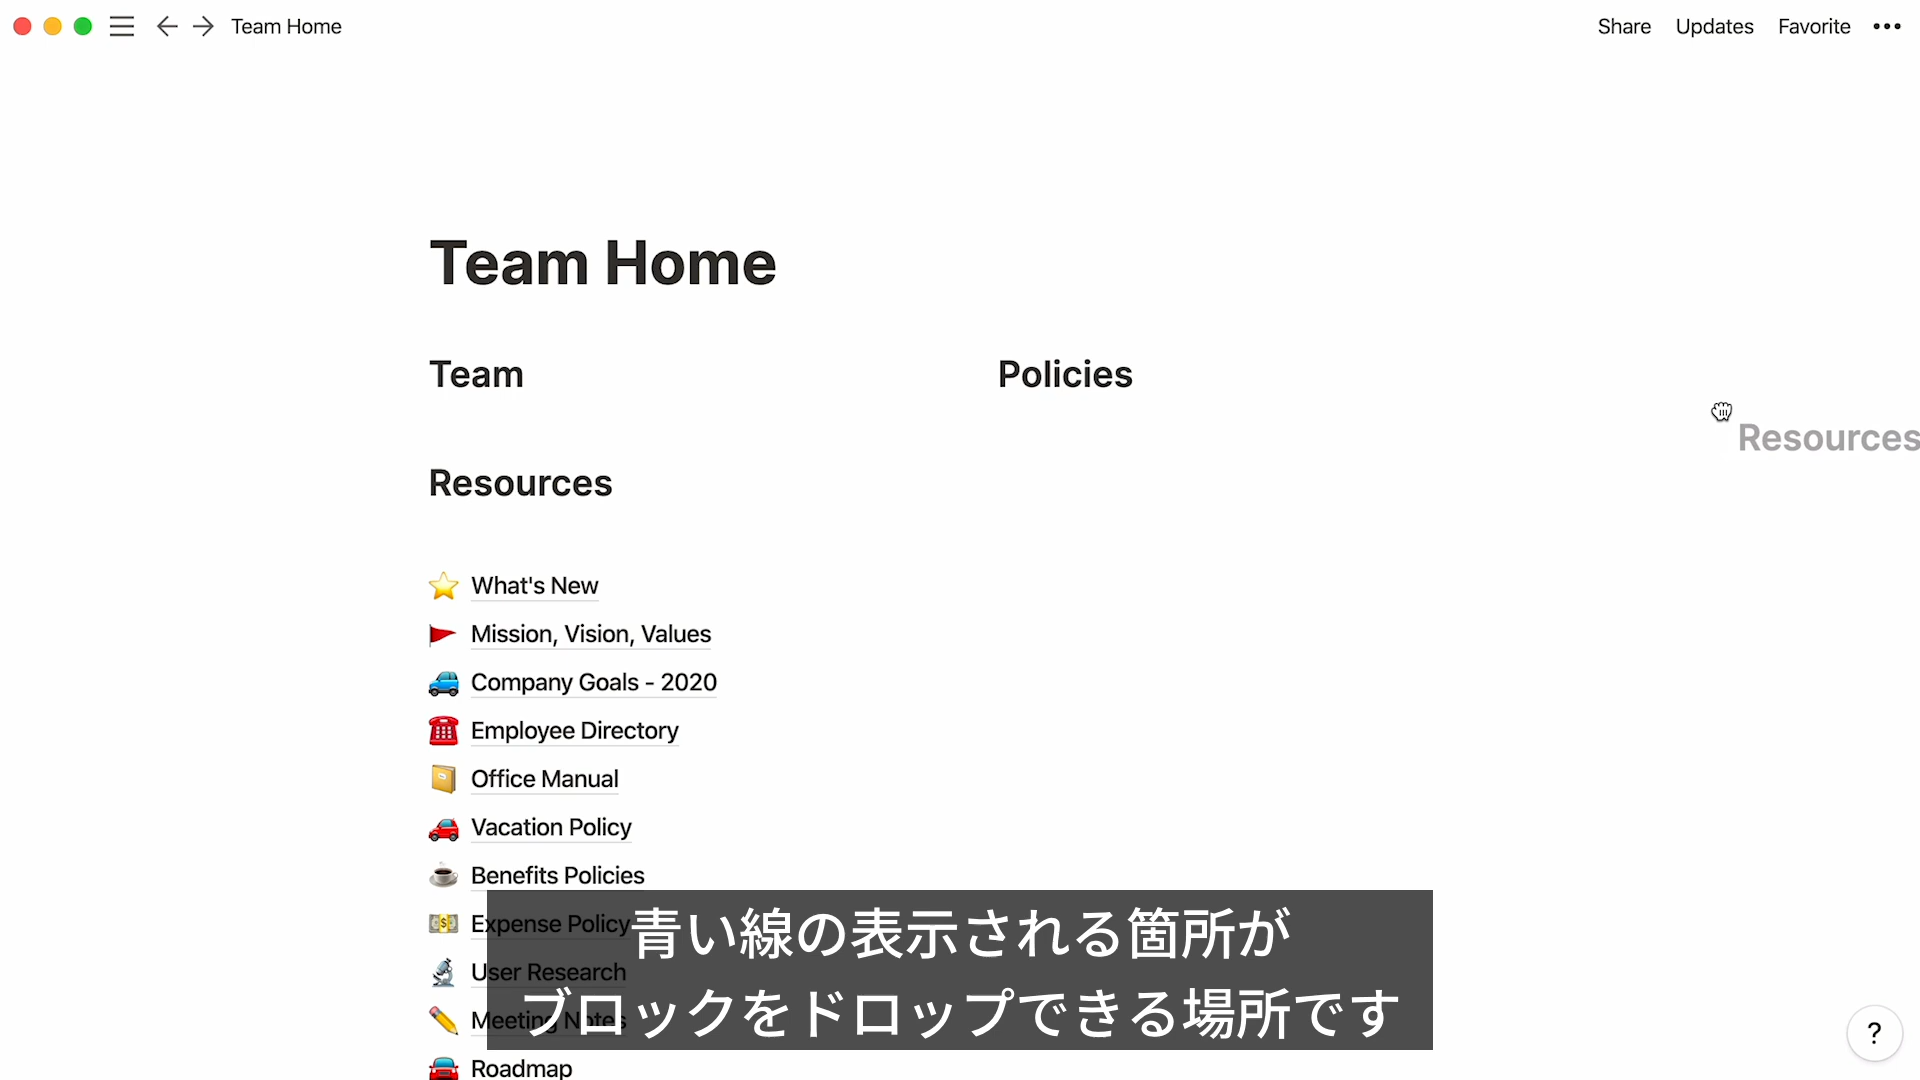 Team Home
Share Updates Favorite
Team Home
Team
Policies
Resources
Resources
What's New
Mission, Vision, Values
Company Goals - 2020
Employee Directory
Office Manual
Vacation Policy
Benefits Policies
Expense Policy
User Research
Meeting Notes
Roadmap
青い線の表示される箇所が
ブロックをドロップできる場所です
?